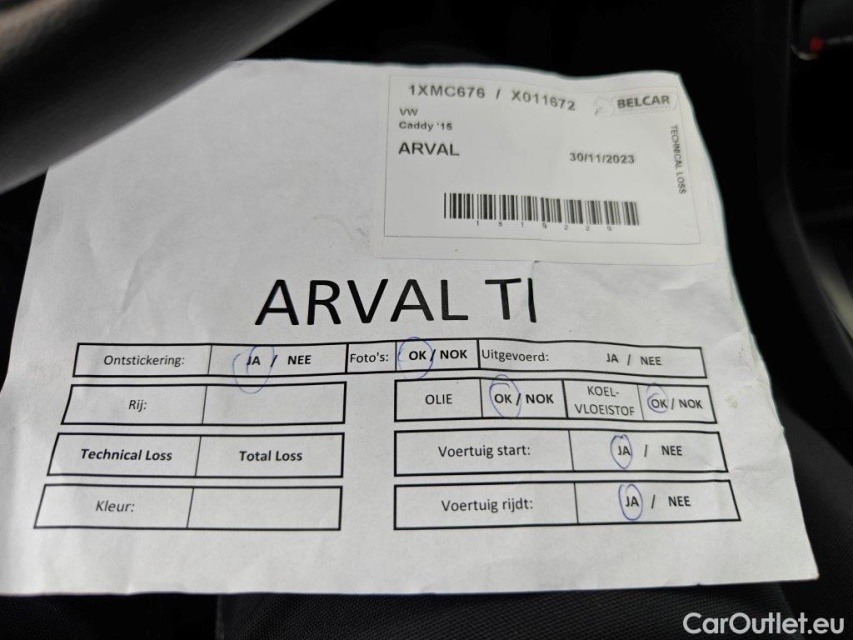 1XMC676 / X011672 BELCAR
VW
Caddy '15
ARVAL 30/11/2023
TECHNICAL LOSS
ARVAL TI
Ontstickering: JA / NEE Foto's: OK / NOK Uitgevoerd: JA / NEE
Rij: OLIE OK / NOK KOEL-VLOEISTOF OK / NOK
Technical Loss Total Loss Voertuig start: JA / NEE
Kleur: Voertuig rijdt: JA / NEE
CarOutlet.eu